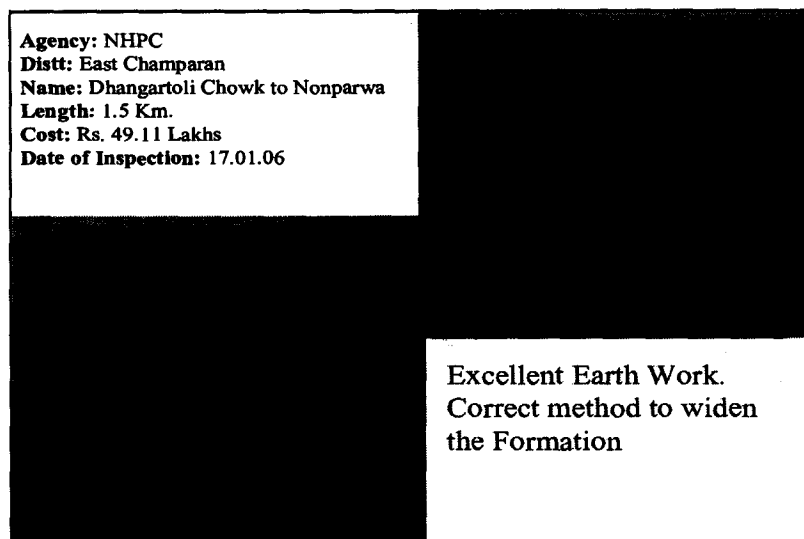 Agency: NHPC
Distt: East Champaran
Name: Dhangartoli Chowk to Nonparwa
Length: 1.5 Km.
Cost: Rs. 49.11 Lakhs
Date of Inspection: 17.01.06
Excellent Earth Work.
Correct method to widen
the Formation